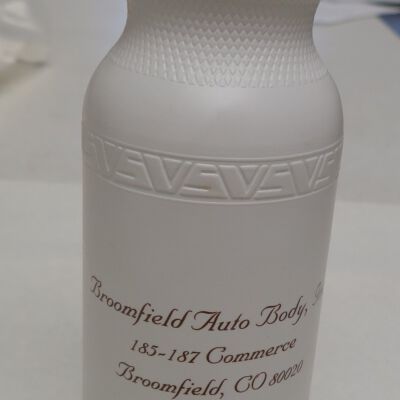 Broomfield Auto Body,
185-187 Commerce
Broomfield, CO 80020